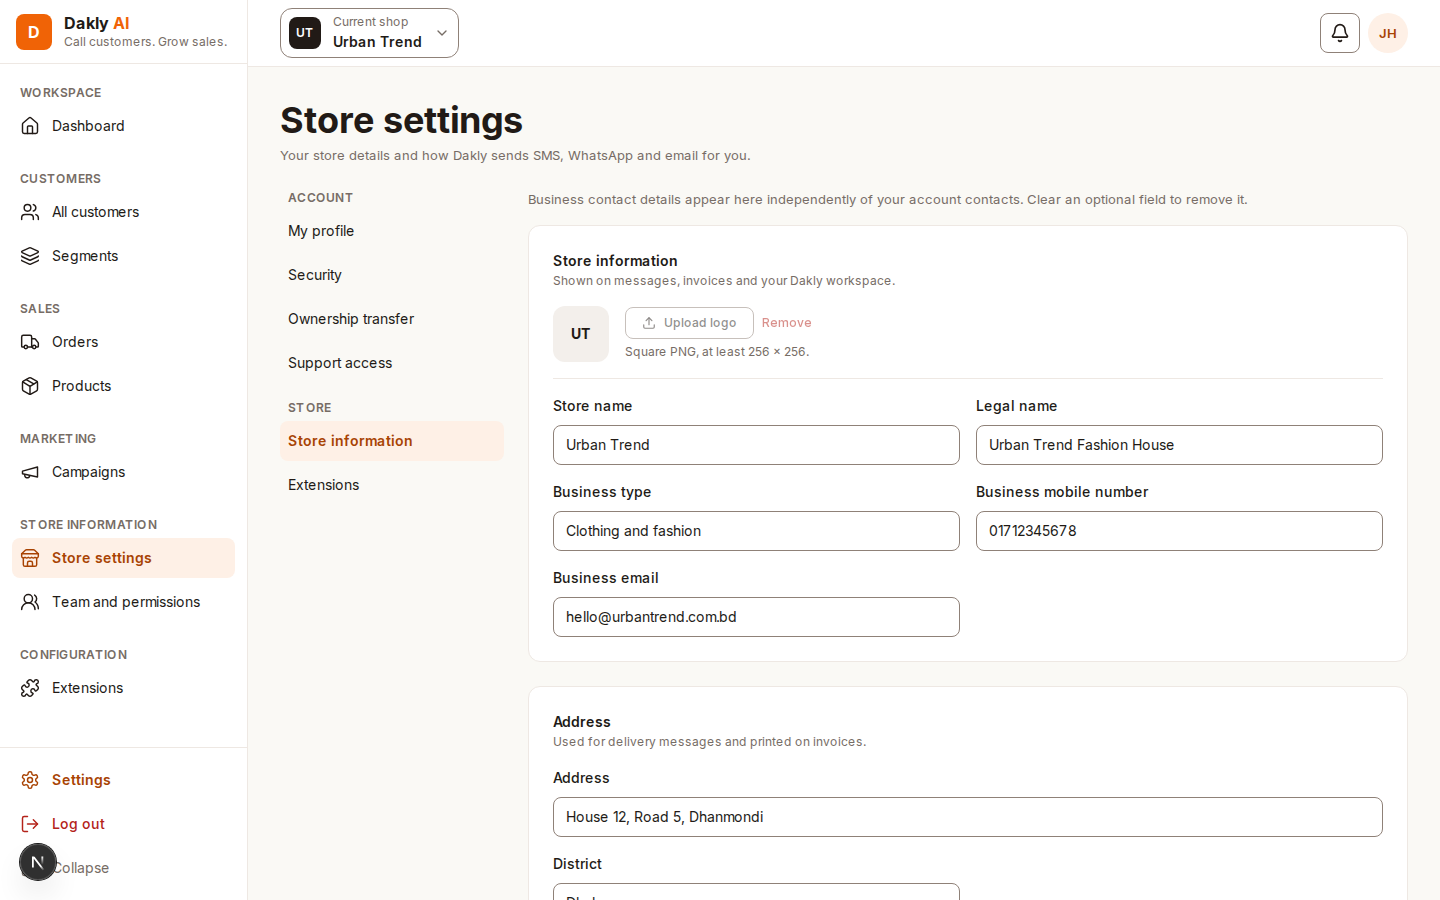 D
Dakly AI
Call customers. Grow sales.
WORKSPACE
Dashboard
CUSTOMERS
All customers
Segments
SALES
Orders
Products
MARKETING
Campaigns
STORE INFORMATION
Store settings
Team and permissions
CONFIGURATION
Extensions
Settings
Log out
N
Collapse
UT
Current shop
Urban Trend
JH
Store settings
Your store details and how Dakly sends SMS, WhatsApp and email for you.
ACCOUNT
My profile
Security
Ownership transfer
Support access
STORE
Store information
Extensions
Business contact details appear here independently of your account contacts. Clear an optional field to remove it.
Store information
Shown on messages, invoices and your Dakly workspace.
UT
Upload logo
Remove
Square PNG, at least 256 × 256.
Store name
Legal name
Urban Trend
Urban Trend Fashion House
Business type
Business mobile number
Clothing and fashion
01712345678
Business email
hello@urbantrend.com.bd
Address
Used for delivery messages and printed on invoices.
Address
House 12, Road 5, Dhanmondi
District